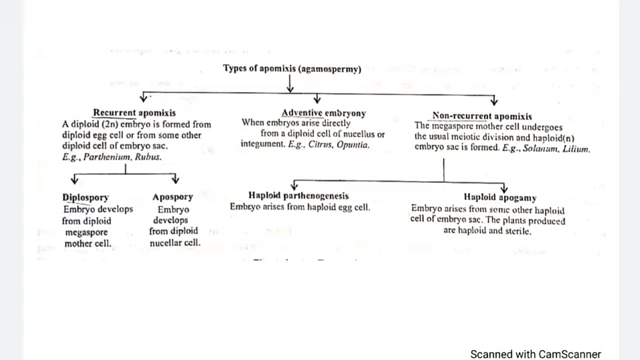 Types of apomixis (agamospermy)
Recurrent apomixis
A diploid (2n) embryo is formed from
diploid egg cell or from some other
diploid cell of embryo sac.
E.g., Parthenium, Rubus.
Adventive embryony
When embryos arise directly
from a diploid cell of nucellus or
integument. E.g., Citrus, Opuntia.
Non-recurrent apomixis
The megaspore mother cell undergoes
the usual meiotic division and haploid(n)
embryo sac is formed. E.g., Solanum, Lilium.
Diplospory
Embryo develops
from diploid
megaspore
mother cell.
Apospory
Embryo
develops
from diploid
nucellar cell.
Haploid parthenogenesis
Embryo arises from haploid egg cell.
Haploid apogamy
Embryo arises from some other haploid
cell of embryo sac. The plants produced
are haploid and sterile.
Scanned with CamScanner